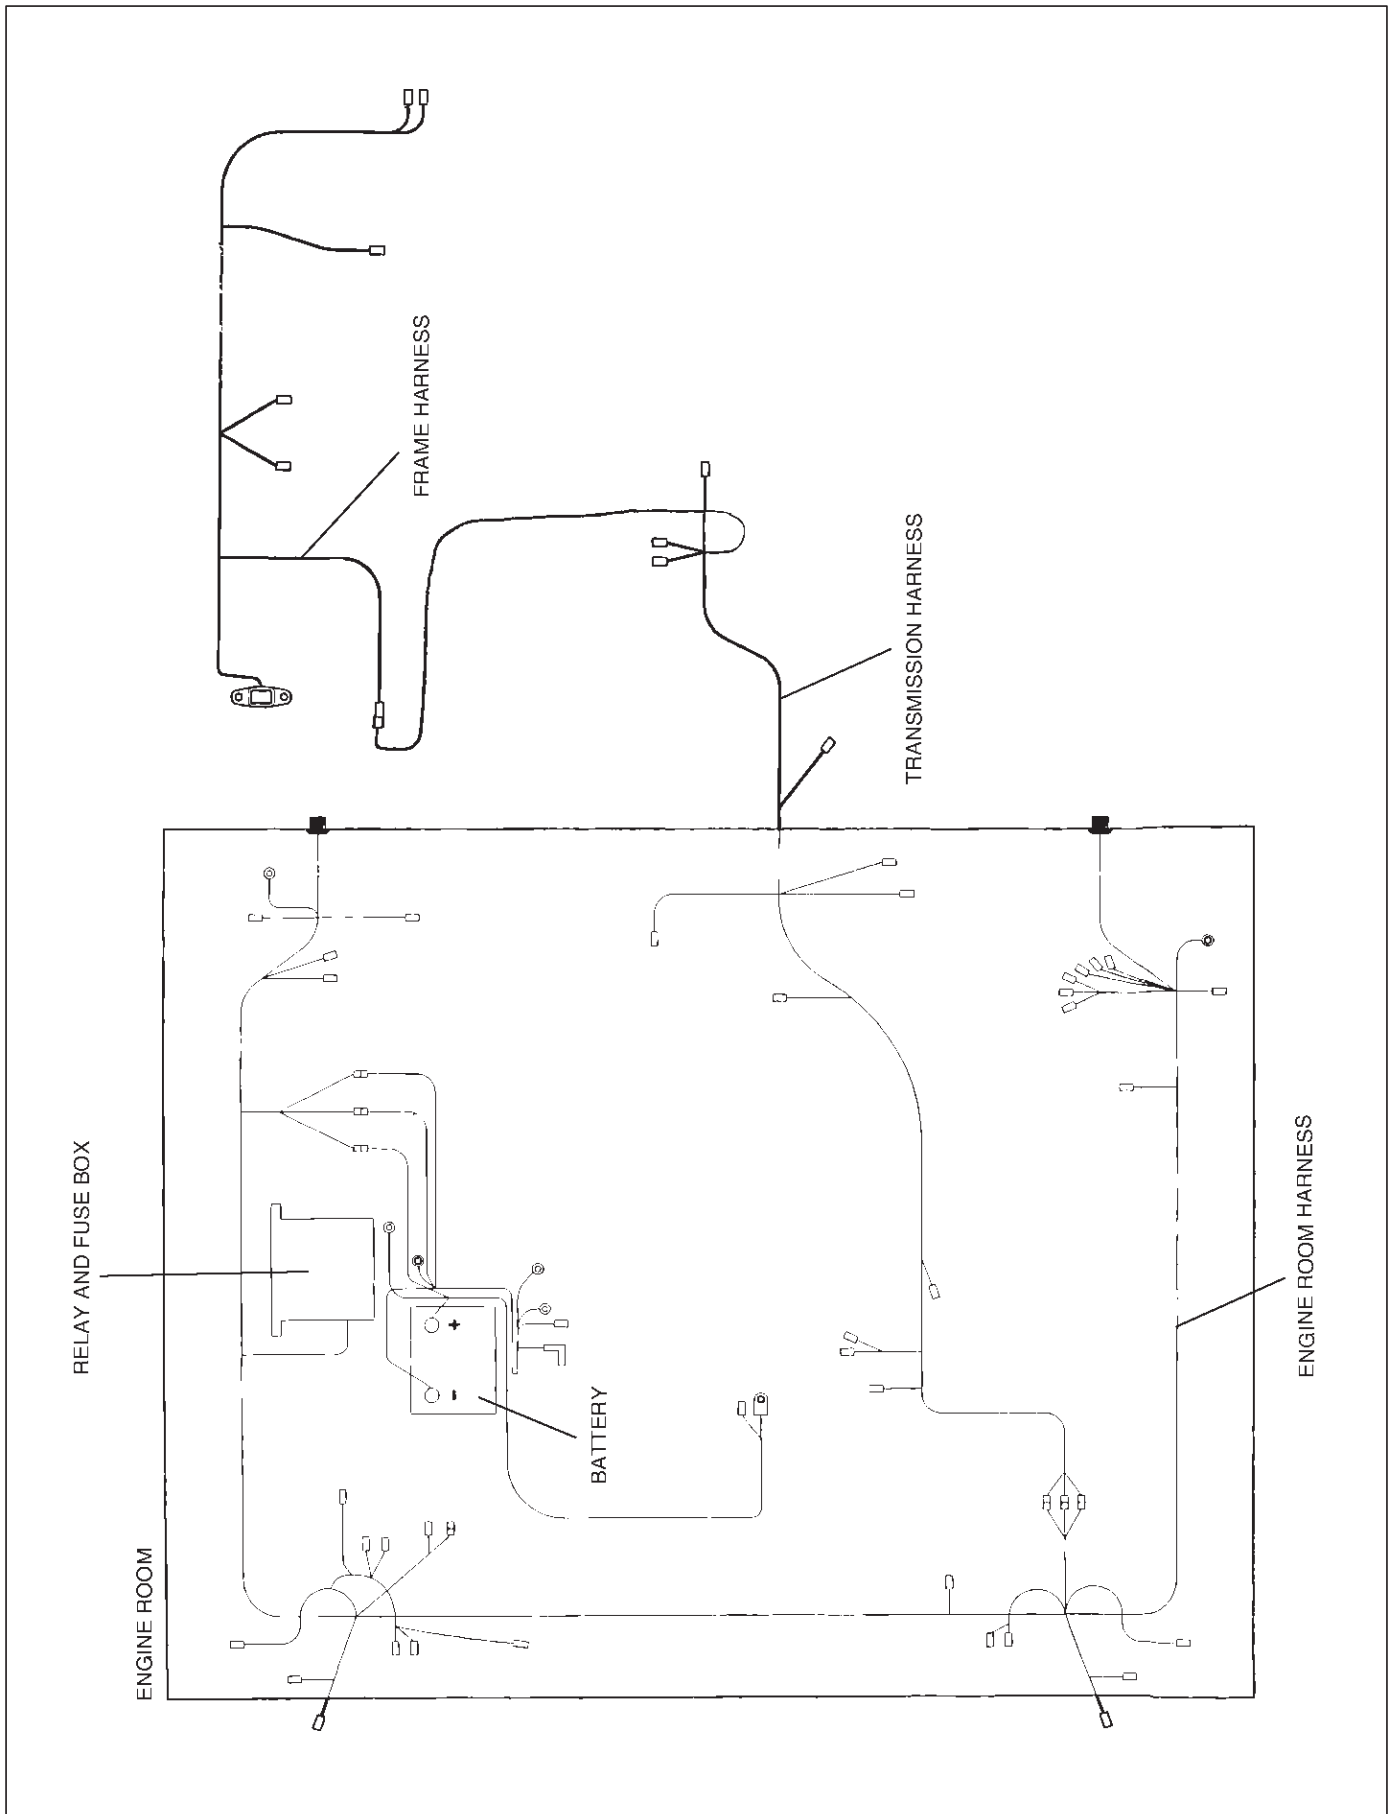 FRAME HARNESS
TRANSMISSION HARNESS
RELAY AND FUSE BOX
+
-
BATTERY
ENGINE ROOM HARNESS
ENGINE ROOM